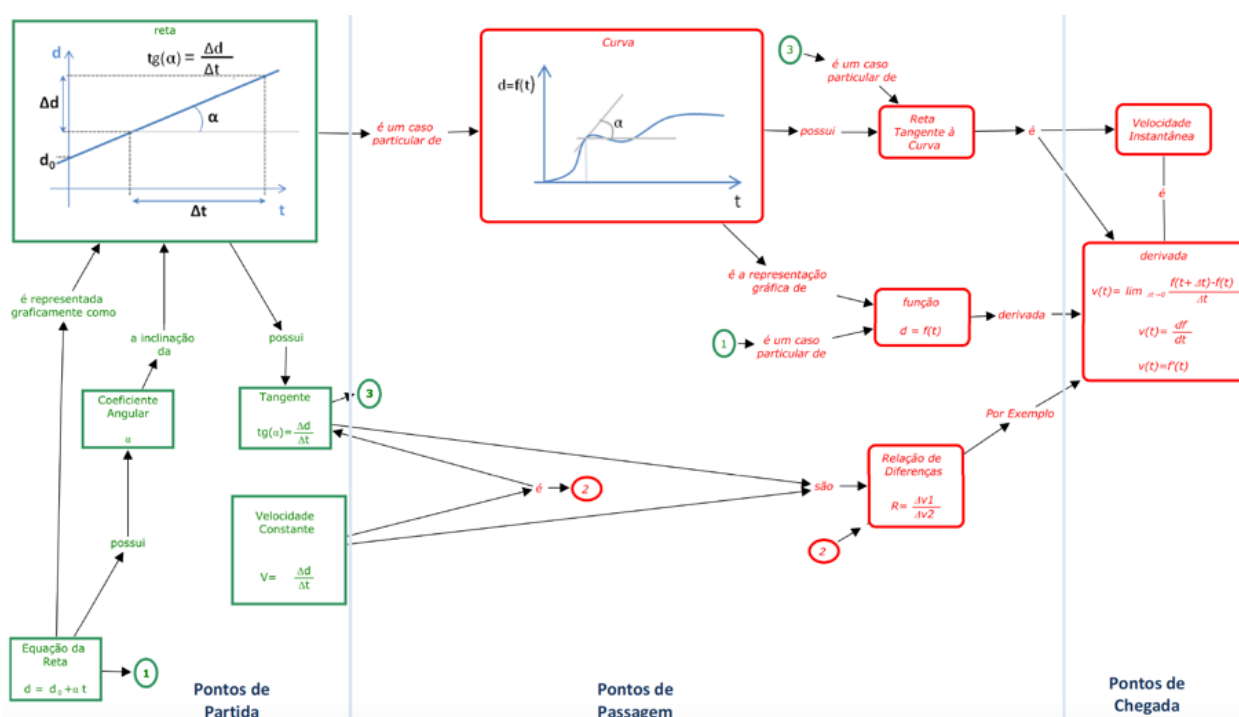 reta
d
tg(α) = Δd
Δt
Δd
α
d₀
Δt
t
é representada
graficamente como
a inclinação
da
possui
Coeficiente
Angular
α
Tangente
tg(α)= Δd
Δt
3
possui
Velocidade
Constante
V= Δd
Δt
Equação da
Reta
d = d₀ +α t
1
Pontos de
Partida
é um caso
particular de
Curva
d=f(t)
α
t
possui
3
é um caso
particular de
Reta
Tangente à
Curva
é
é a representação
gráfica de
função
d = f(t)
1
é um caso
particular de
derivada
é
2
são
Relação de
Diferenças
R= Δv1
Δv2
2
Por Exemplo
Pontos de
Passagem
Velocidade
Instantânea
é
derivada
v(t)= lim Δt→0 f(t+ Δt)-f(t)
Δt
v(t)= df
dt
v(t)=f'(t)
Pontos de
Chegada